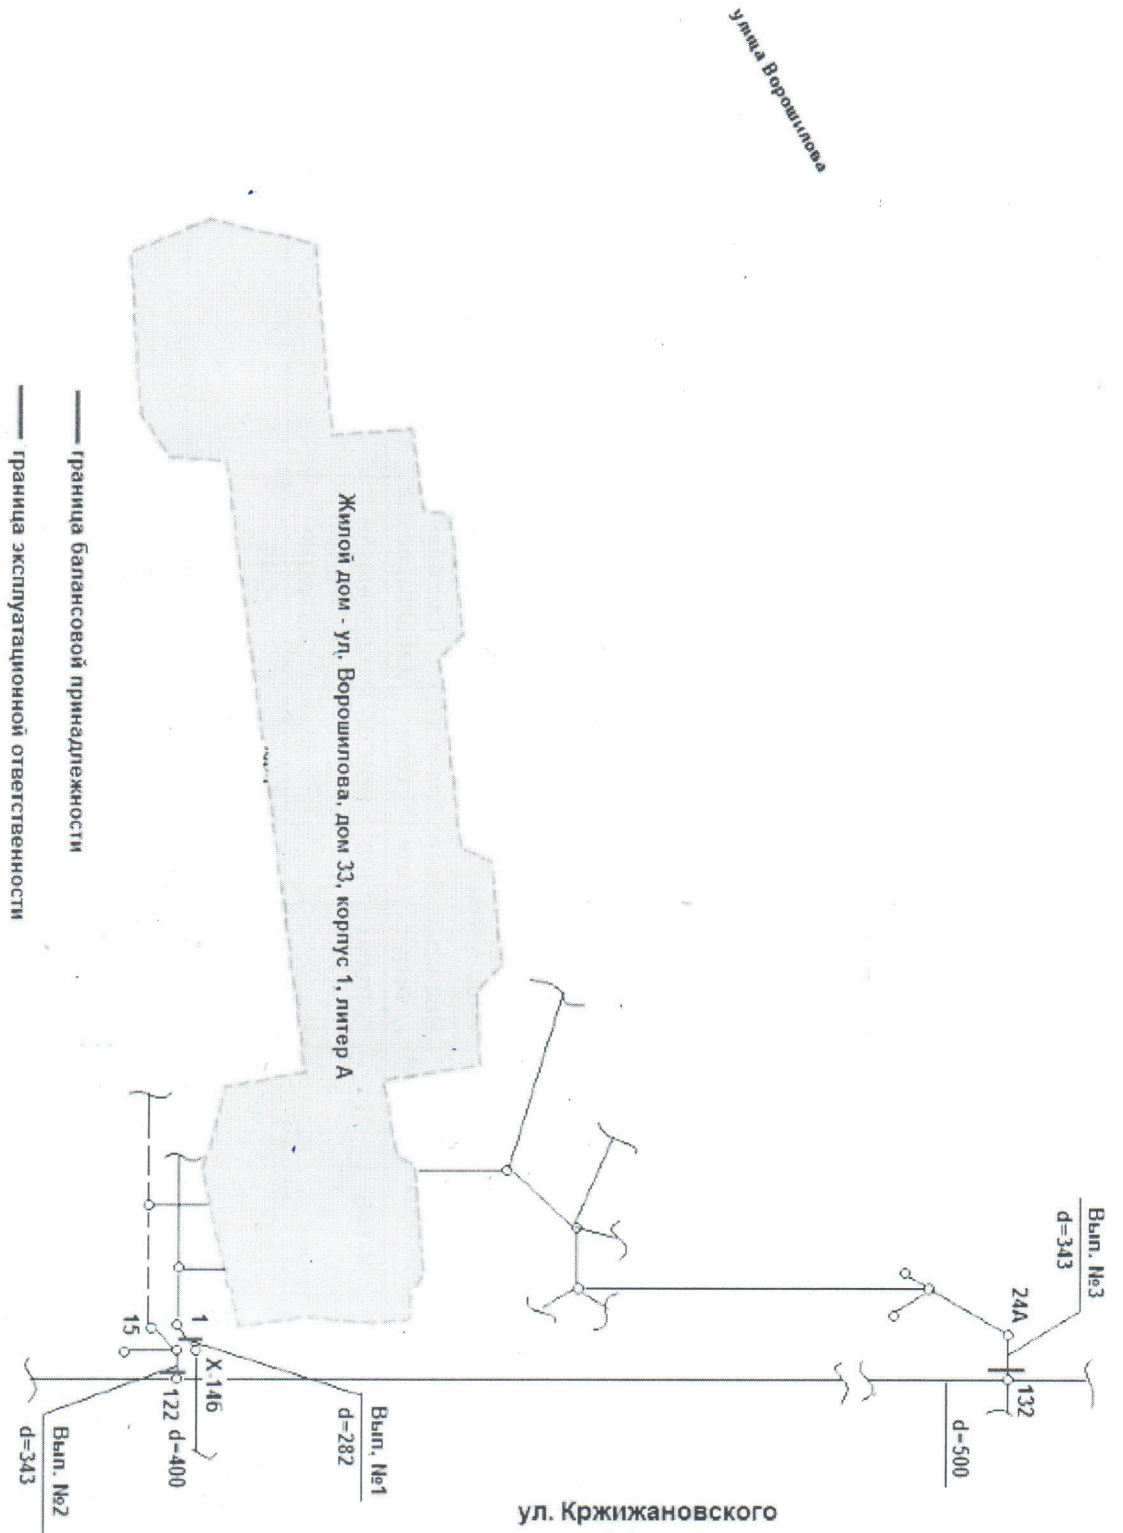 улица Ворошилова
Жилой дом - ул. Ворошилова, дом 33, корпус 1, литер А
граница балансовой принадлежности
граница эксплуатационной ответственности
Вып. №3
d=343
24А
132
d=500
1
15
Х-146
122
d=400
Вып. №1
d=282
Вып. №2
d=343
ул. Кржижановского